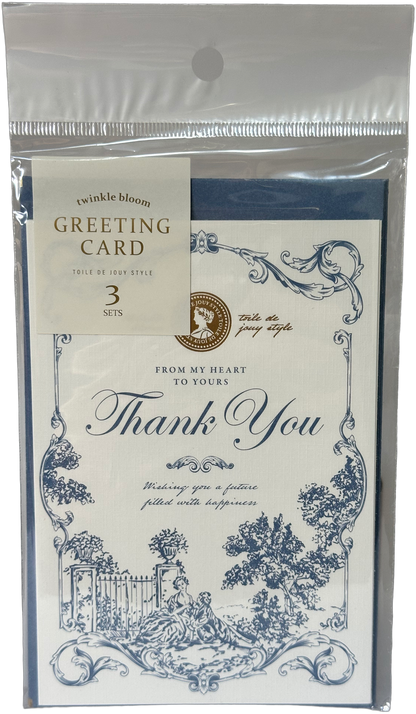 twinkle bloom
GREETING
CARD
TOILE DE JOUY STYLE
3
SETS
toile de
jouy style
FROM MY HEART
TO YOURS
Thank You
Wishing you a future
filled with happiness